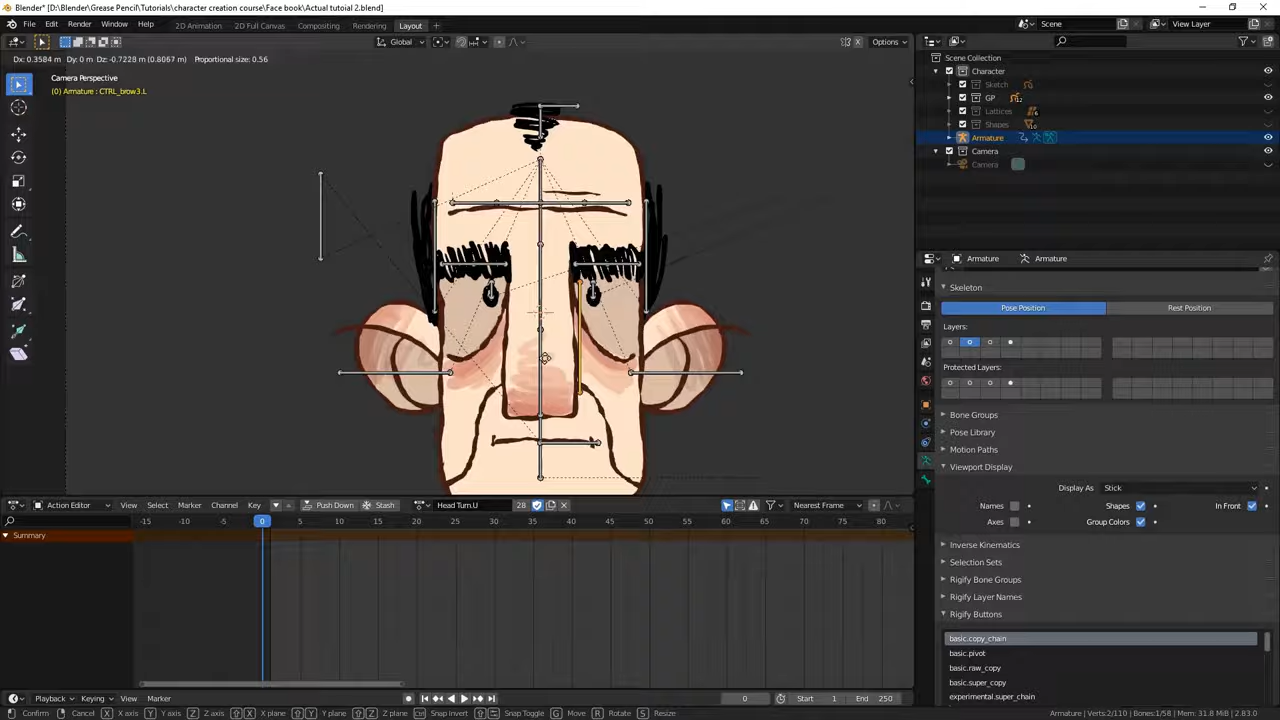 Blender* [D:\Blender\Grease Pencil\Tutorials\character creation course\Face book\Actual tutoial 2.blend]
File Edit Render Window Help 2D Animation 2D Full Canvas Compositing Rendering Layout Scene View Layer
Global Options
Dx: 0.3584 m Dy: 0 m Dz: -0.7228 m (0.8067 m) Proportional size: 0.56
Camera Perspective
(0) Armature : CTRL_brow3.L
Scene Collection
Character
Sketch
GP 12
Lattices 6
Shapes 10
Armature
Camera
Camera
Armature Armature
Skeleton
Pose Position Rest Position
Layers:
Protected Layers:
Bone Groups
Pose Library
Motion Paths
Viewport Display
Display As Stick
Names Shapes In Front
Axes Group Colors
Inverse Kinematics
Selection Sets
Rigify Bone Groups
Rigify Layer Names
Rigify Buttons
basic.copy_chain
basic.pivot
basic.raw_copy
basic.super_copy
experimental.super_chain
Action Editor View Select Marker Channel Key Push Down Stash Head Turn.U 28 Nearest Frame
-15 -10 -5 0 5 10 15 20 25 30 35 40 45 50 55 60 65 70 75 80
Summary
Playback Keying View Marker 0 Start 1 End 250
Confirm Cancel X X axis Y Y axis Z Z axis X X plane Y Y plane Z Z plane Snap Invert Snap Toggle G Move R Rotate S Resize
Armature | Verts:2/110 | Bones:1/58 | Mem: 31.8 MiB | 2.83.0